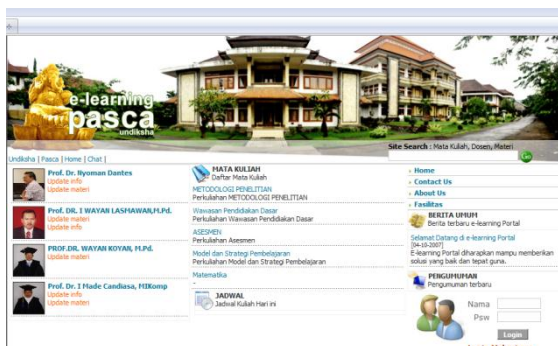 e-learning
pasca
undiksha
Site Search : Mata Kuliah, Dosen, Materi
Undiksha | Pasca | Home | Chat |
Prof. Dr. Nyoman Dantes
Update info
Update materi
Prof. DR. I WAYAN LASMAWAN,M.Pd.
Update materi
Update info
PROF.DR. WAYAN KOYAN, M.Pd.
Update info
Update materi
Prof. Dr. I Made Candiasa, MIKomp
Update info
Update materi
MATA KULIAH
Daftar Mata Kuliah
METODOLOGI PENELITIAN
Perkuliahan METODOLOGI PENELITIAN
Wawasan Pendidiakan Dasar
Perkuliahan Wawasan Pendidikan Dasar
ASESMEN
Perkuliahan Asesmen
Model dan Strategi Pembelajaran
Perkuliahan Model dan Strategi Pembelajaran
Matematika
-
JADWAL
Jadwal Kuliah Hari ini
Home
Contact Us
About Us
Fasilitas
BERITA UMUM
Berita terbaru e-learning Portal
Selamat Datang di e-learning Portal
[04-10-2007]
E-learning Portal diharapkan mampu memberikan
solusi yang baik dan tepat guna.
PENGUMUMAN
Pengumuman terbaru
Nama
Psw
Login